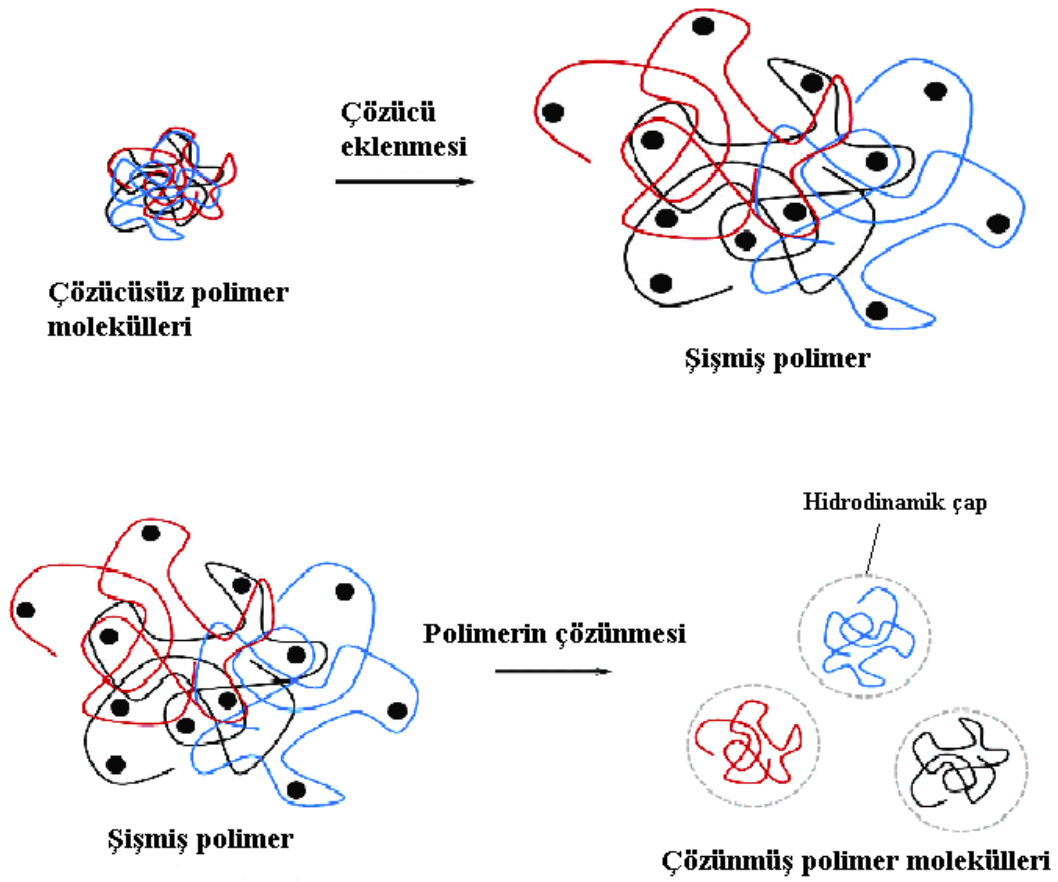 Çözücü
eklenmesi
Çözücüsüz polimer
molekülleri
Şişmiş polimer
Hidrodinamik çap
Polimerin çözünmesi
Şişmiş polimer
Çözünmüş polimer molekülleri